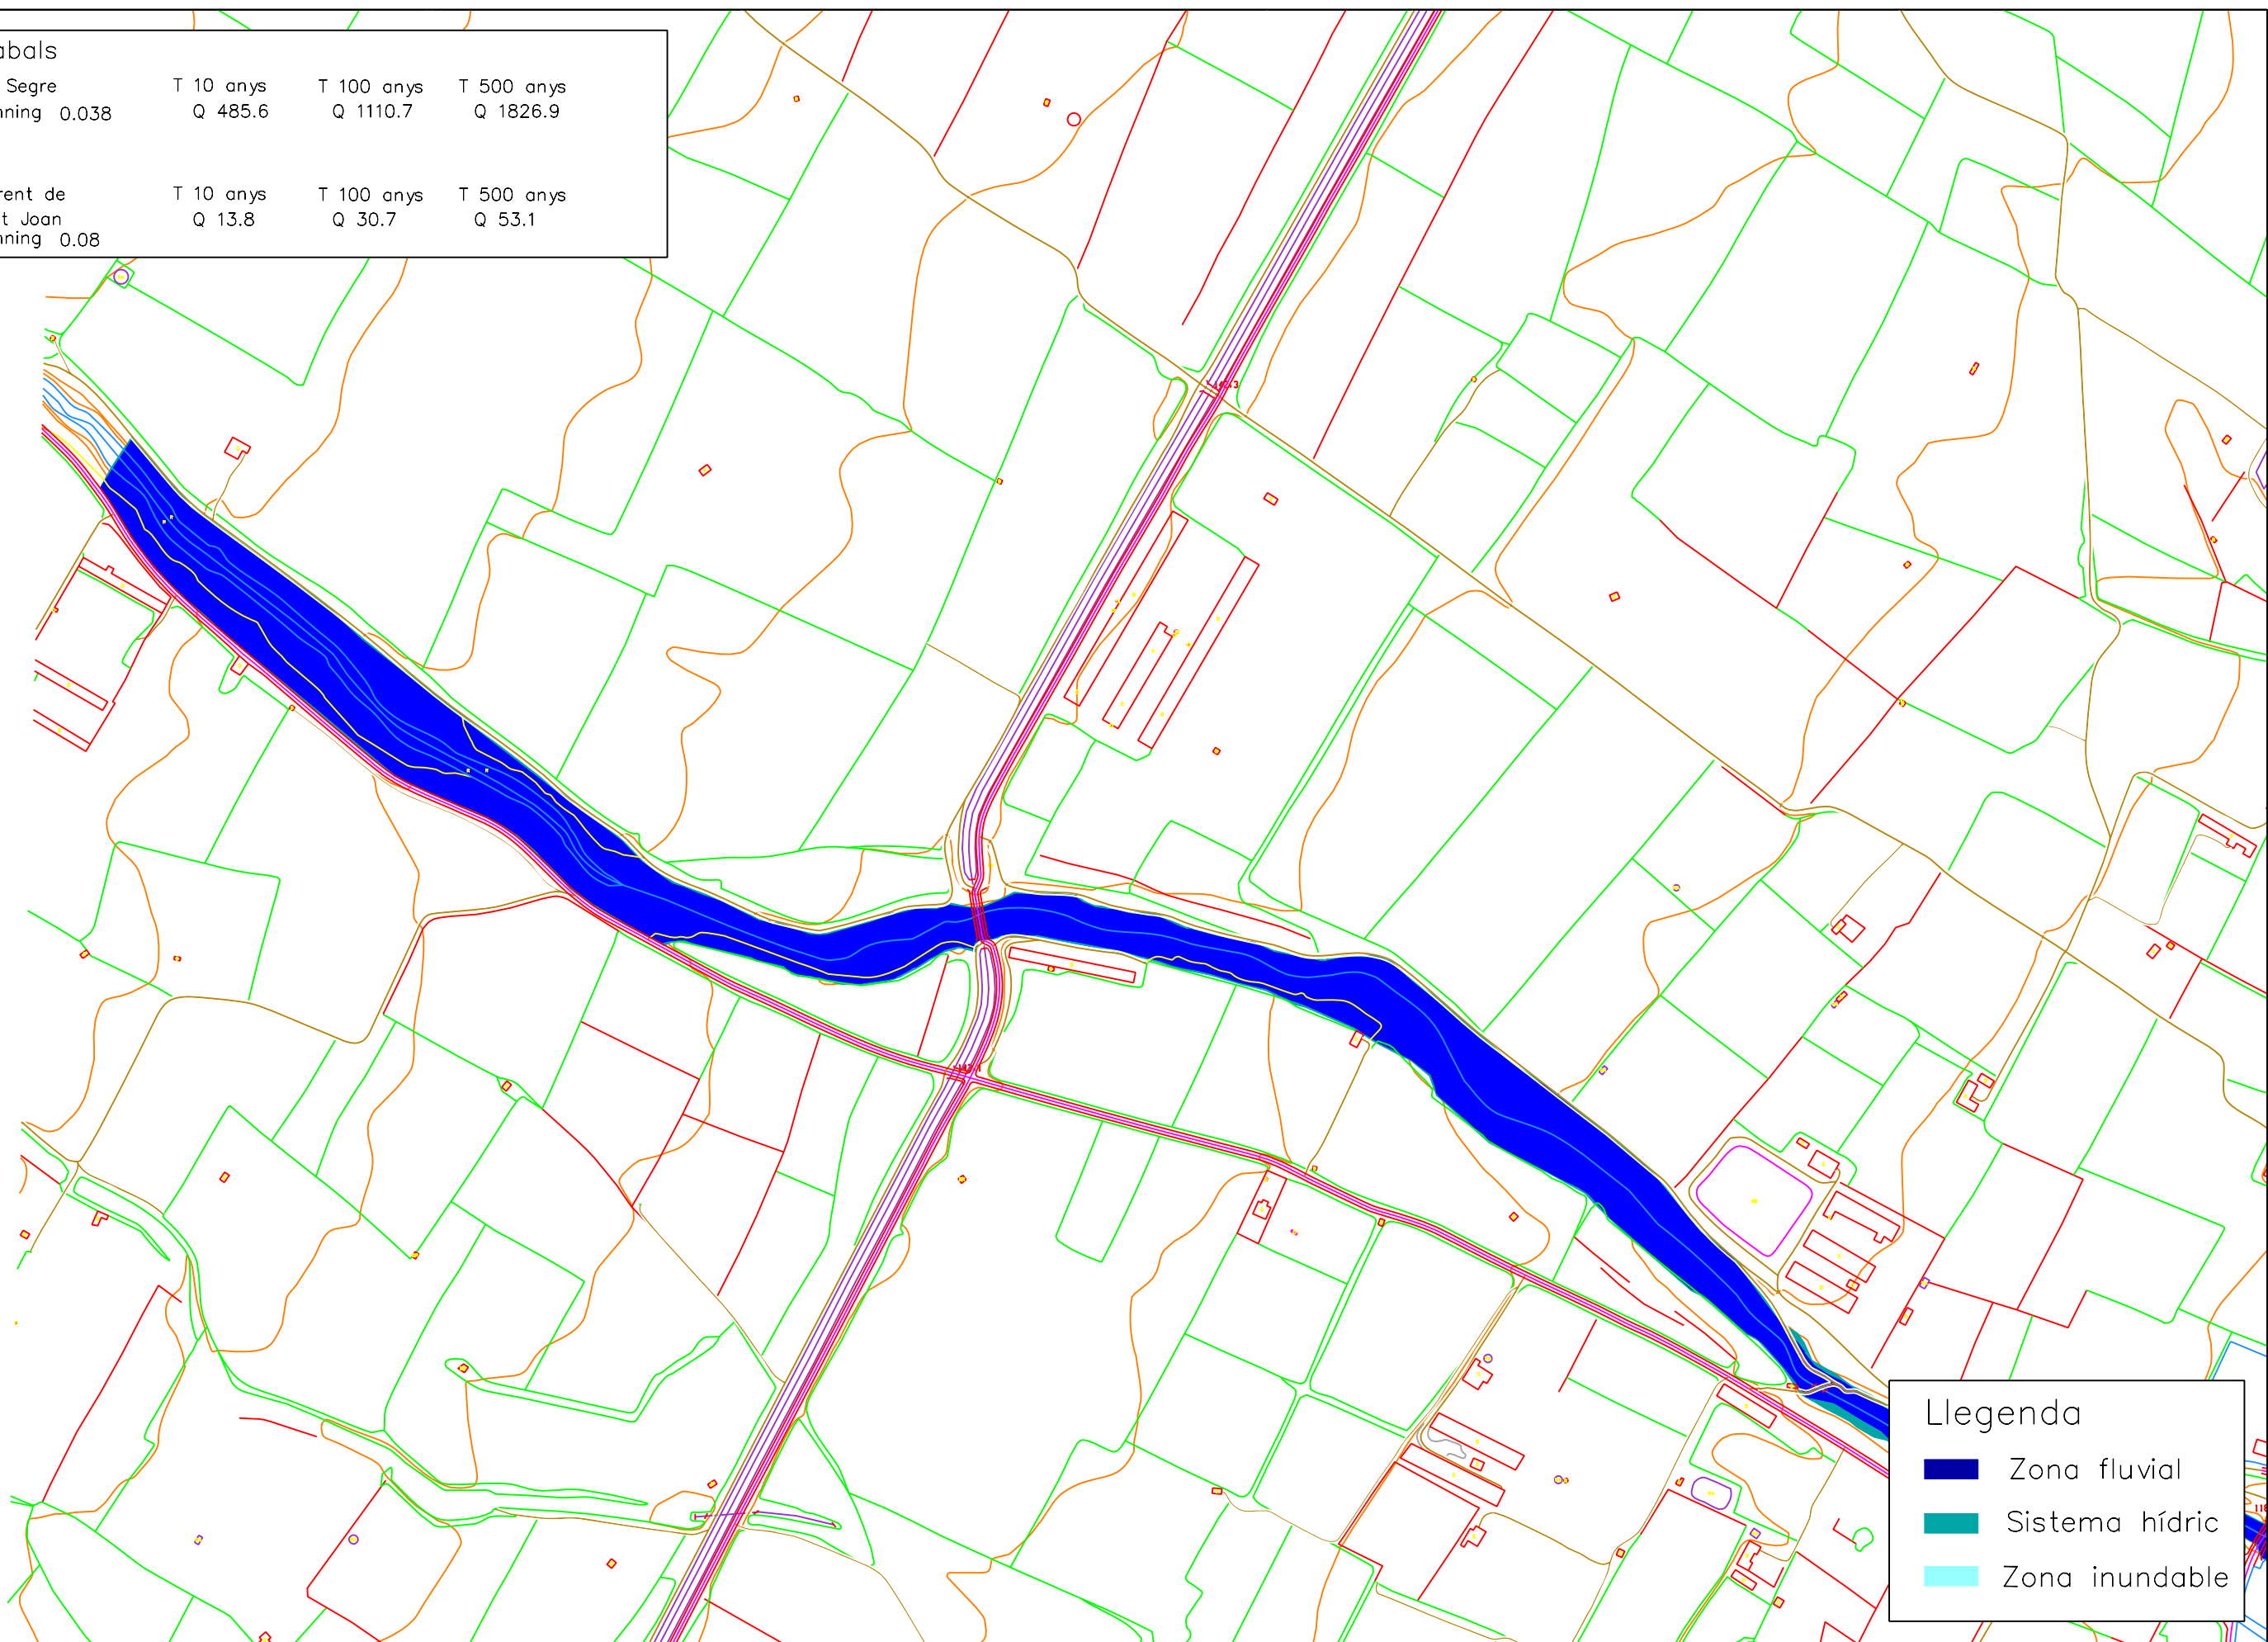 abals
Segre T 10 anys T 100 anys T 500 anys
nning 0.038 Q 485.6 Q 1110.7 Q 1826.9
rent de T 10 anys T 100 anys T 500 anys
t Joan Q 13.8 Q 30.7 Q 53.1
nning 0.08
Llegenda
Zona fluvial
Sistema hídric
Zona inundable